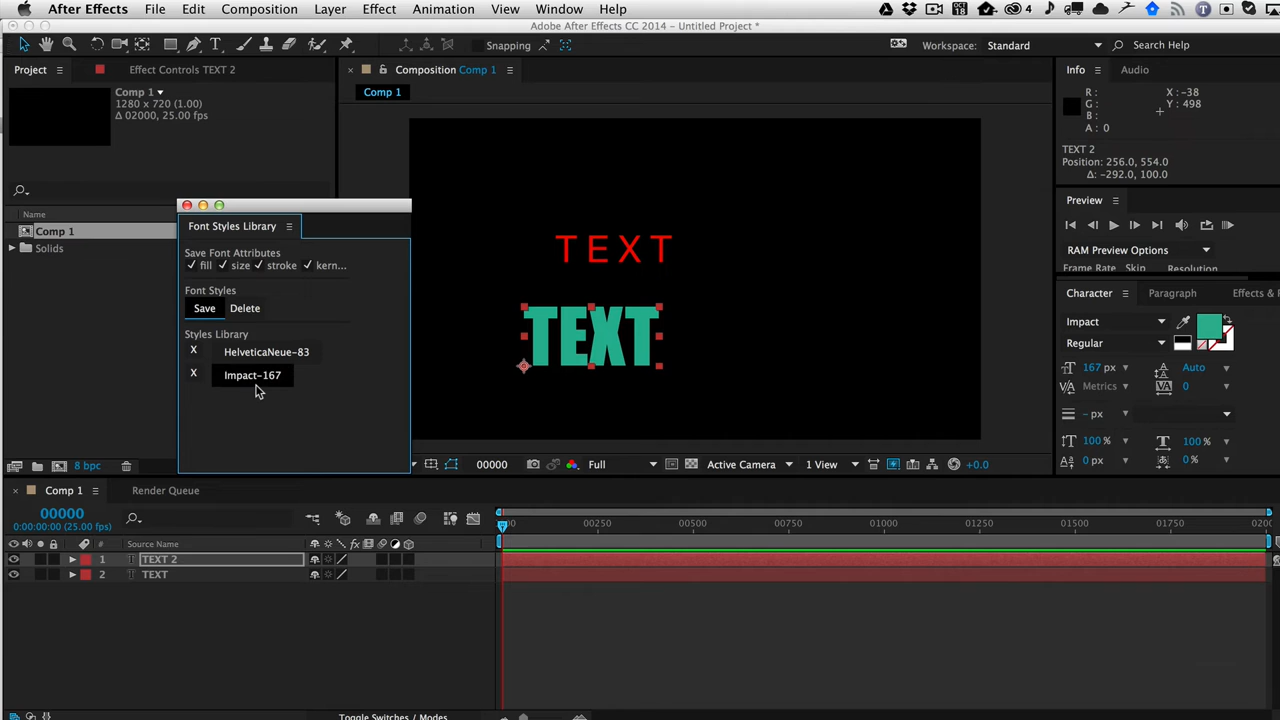 After Effects File Edit Composition Layer Effect Animation View Window Help
OCT 18
4
Adobe After Effects CC 2014 - Untitled Project *
T Snapping Workspace: Standard Search Help
Project Effect Controls TEXT 2
Comp 1
1280 x 720 (1.00)
Δ 02000, 25.00 fps
Name
Comp 1
Solids
8 bpc
Composition Comp 1
Comp 1
TEXT
TEXT
Font Styles Library
Save Font Attributes
fill size stroke kern...
Font Styles
Save Delete
Styles Library
X HelveticaNeue-83
X Impact-167
00000 Full Active Camera 1 View +0.0
Info Audio
R : X : -38
G : Y : 498
B :
A : 0
TEXT 2
Position: 256.0, 554.0
Δ: -292.0, 100.0
Preview
RAM Preview Options
Frame Rate Skip Resolution
Character Paragraph Effects &
Impact
Regular
167 px Auto
Metrics 0
- px
100 % 100 %
0 px 0 %
Comp 1 Render Queue
00000
0:00:00:00 (25.00 fps)
00 00250 00500 00750 01000 01250 01500 01750 0200
# Source Name
1 T TEXT 2
2 T TEXT
Toggle Switches / Modes